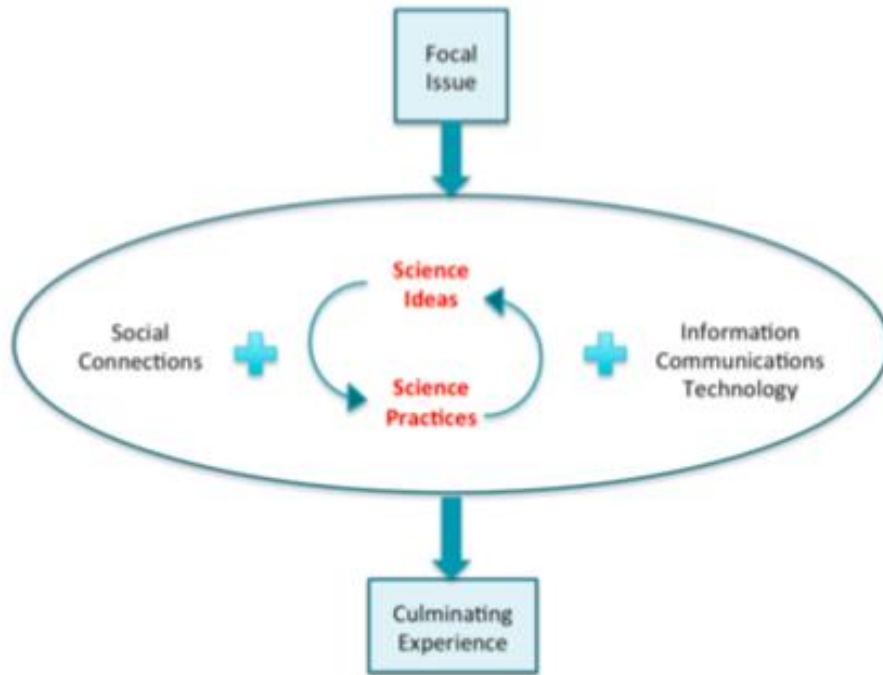 Focal
Issue
Science
Ideas
Social
Connections
Information
Communications
Technology
Science
Practices
Culminating
Experience